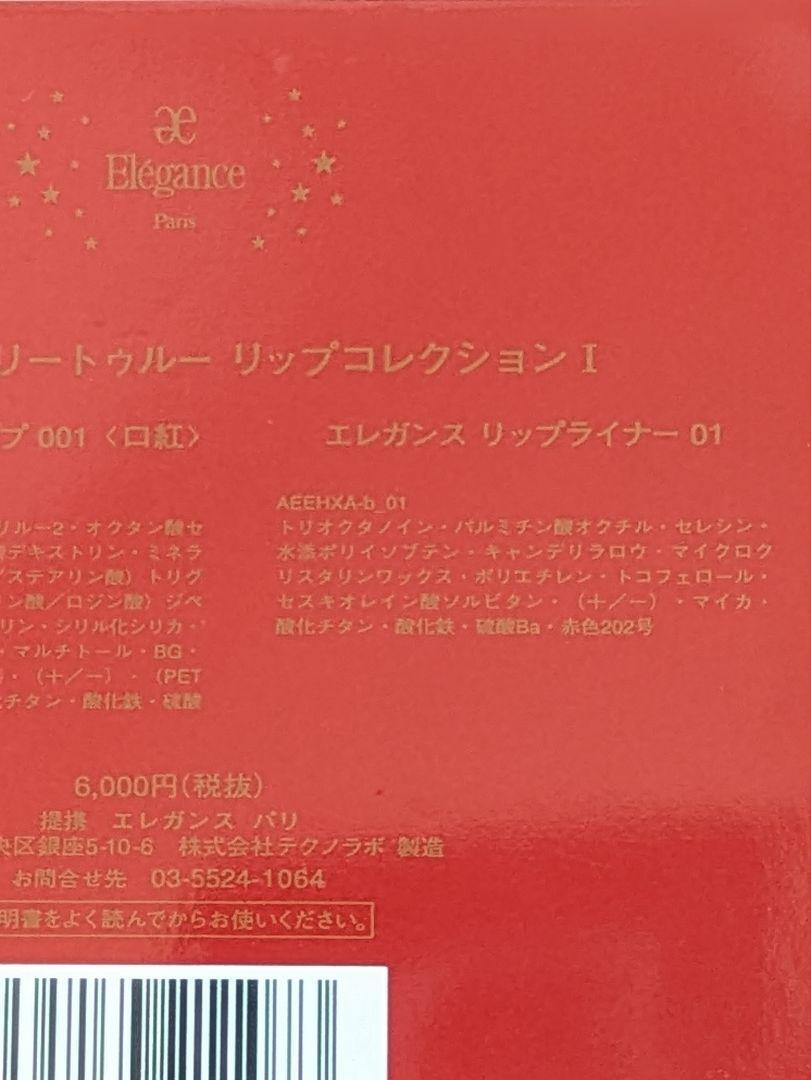 æ
Elégance
Paris
リートゥルー リップコレクション I
プ 001〈口紅〉
エレガンス リップライナー 01
リルー2・オクタン酸セ
デキストリン・ミネラ
ステアリン酸）トリグ
ン酸／ロジン酸）ジペ
リン・シリル化シリカ・
・マルチトール・BG・
・（＋／－）・（PET
チタン・酸化鉄・硫酸
AEEHXA-b_01
トリオクタノイン・パルミチン酸オクチル・セレシン・
水添ポリイソブテン・キャンデリラロウ・マイクロク
リスタリンワックス・ポリエチレン・トコフェロール・
セスキオレイン酸ソルビタン・（＋／－）・マイカ・
酸化チタン・酸化鉄・硫酸Ba・赤色202号
6,000円(税抜)
提携 エレガンス パリ
央区銀座5-10-6 株式会社テクノラボ 製造
お問合せ先 03-5524-1064
明書をよく読んでからお使いください。